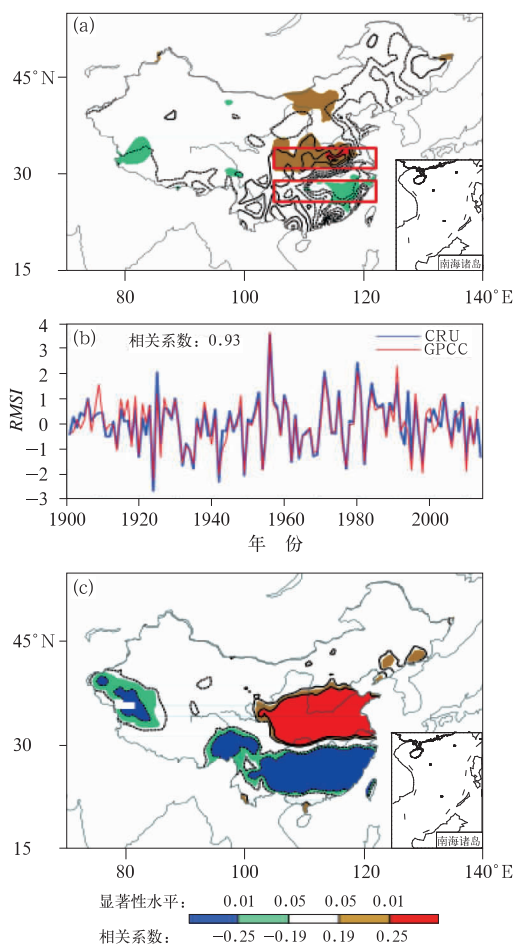 (a)
45°N
30
15
80 100 120 140°E
南海诸岛
(b) 相关系数：0.93
CRU
GPCC
RMSI
4
3
2
1
0
−1
−2
−3
1900 1920 1940 1960 1980 2000
年 份
(c)
45°N
30
15
80 100 120 140°E
南海诸岛
显著性水平： 0.01 0.05 0.05 0.01
相关系数： −0.25 −0.19 0.19 0.25